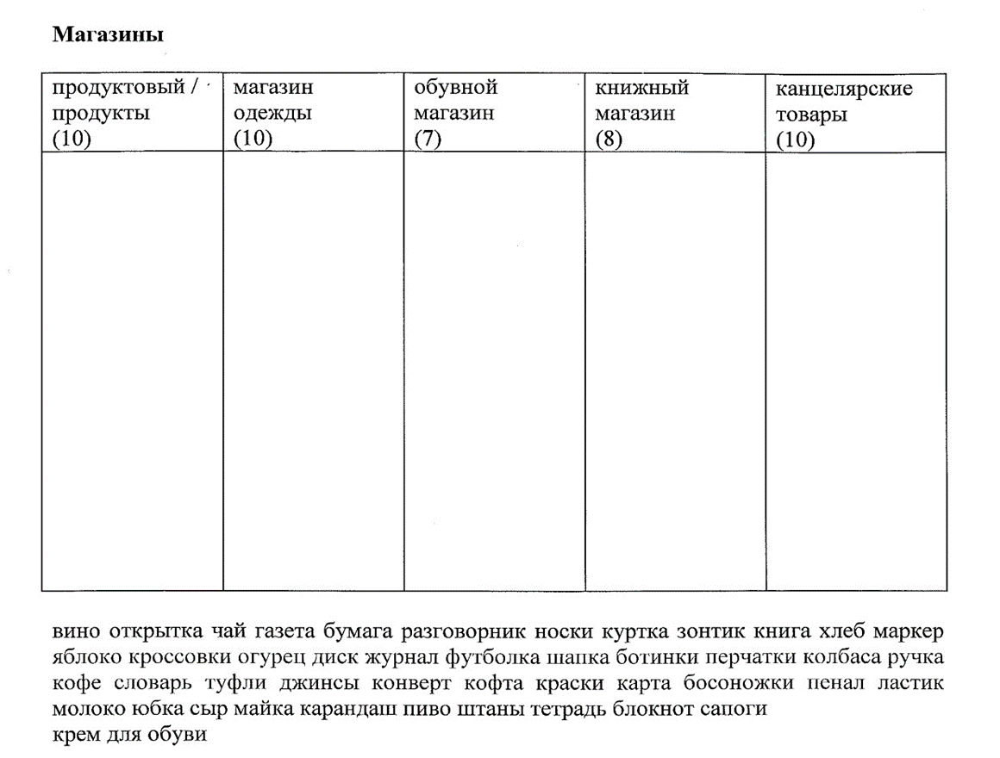 Магазины
продуктовый / продукты (10)
магазин одежды (10)
обувной магазин (7)
книжный магазин (8)
канцелярские товары (10)
вино открытка чай газета бумага разговорник носки куртка зонтик книга хлеб маркер
яблоко кроссовки огурец диск журнал футболка шапка ботинки перчатки колбаса ручка
кофе словарь туфли джинсы конверт кофта краски карта босоножки пенал ластик
молоко юбка сыр майка карандаш пиво штаны тетрадь блокнот сапоги
крем для обуви